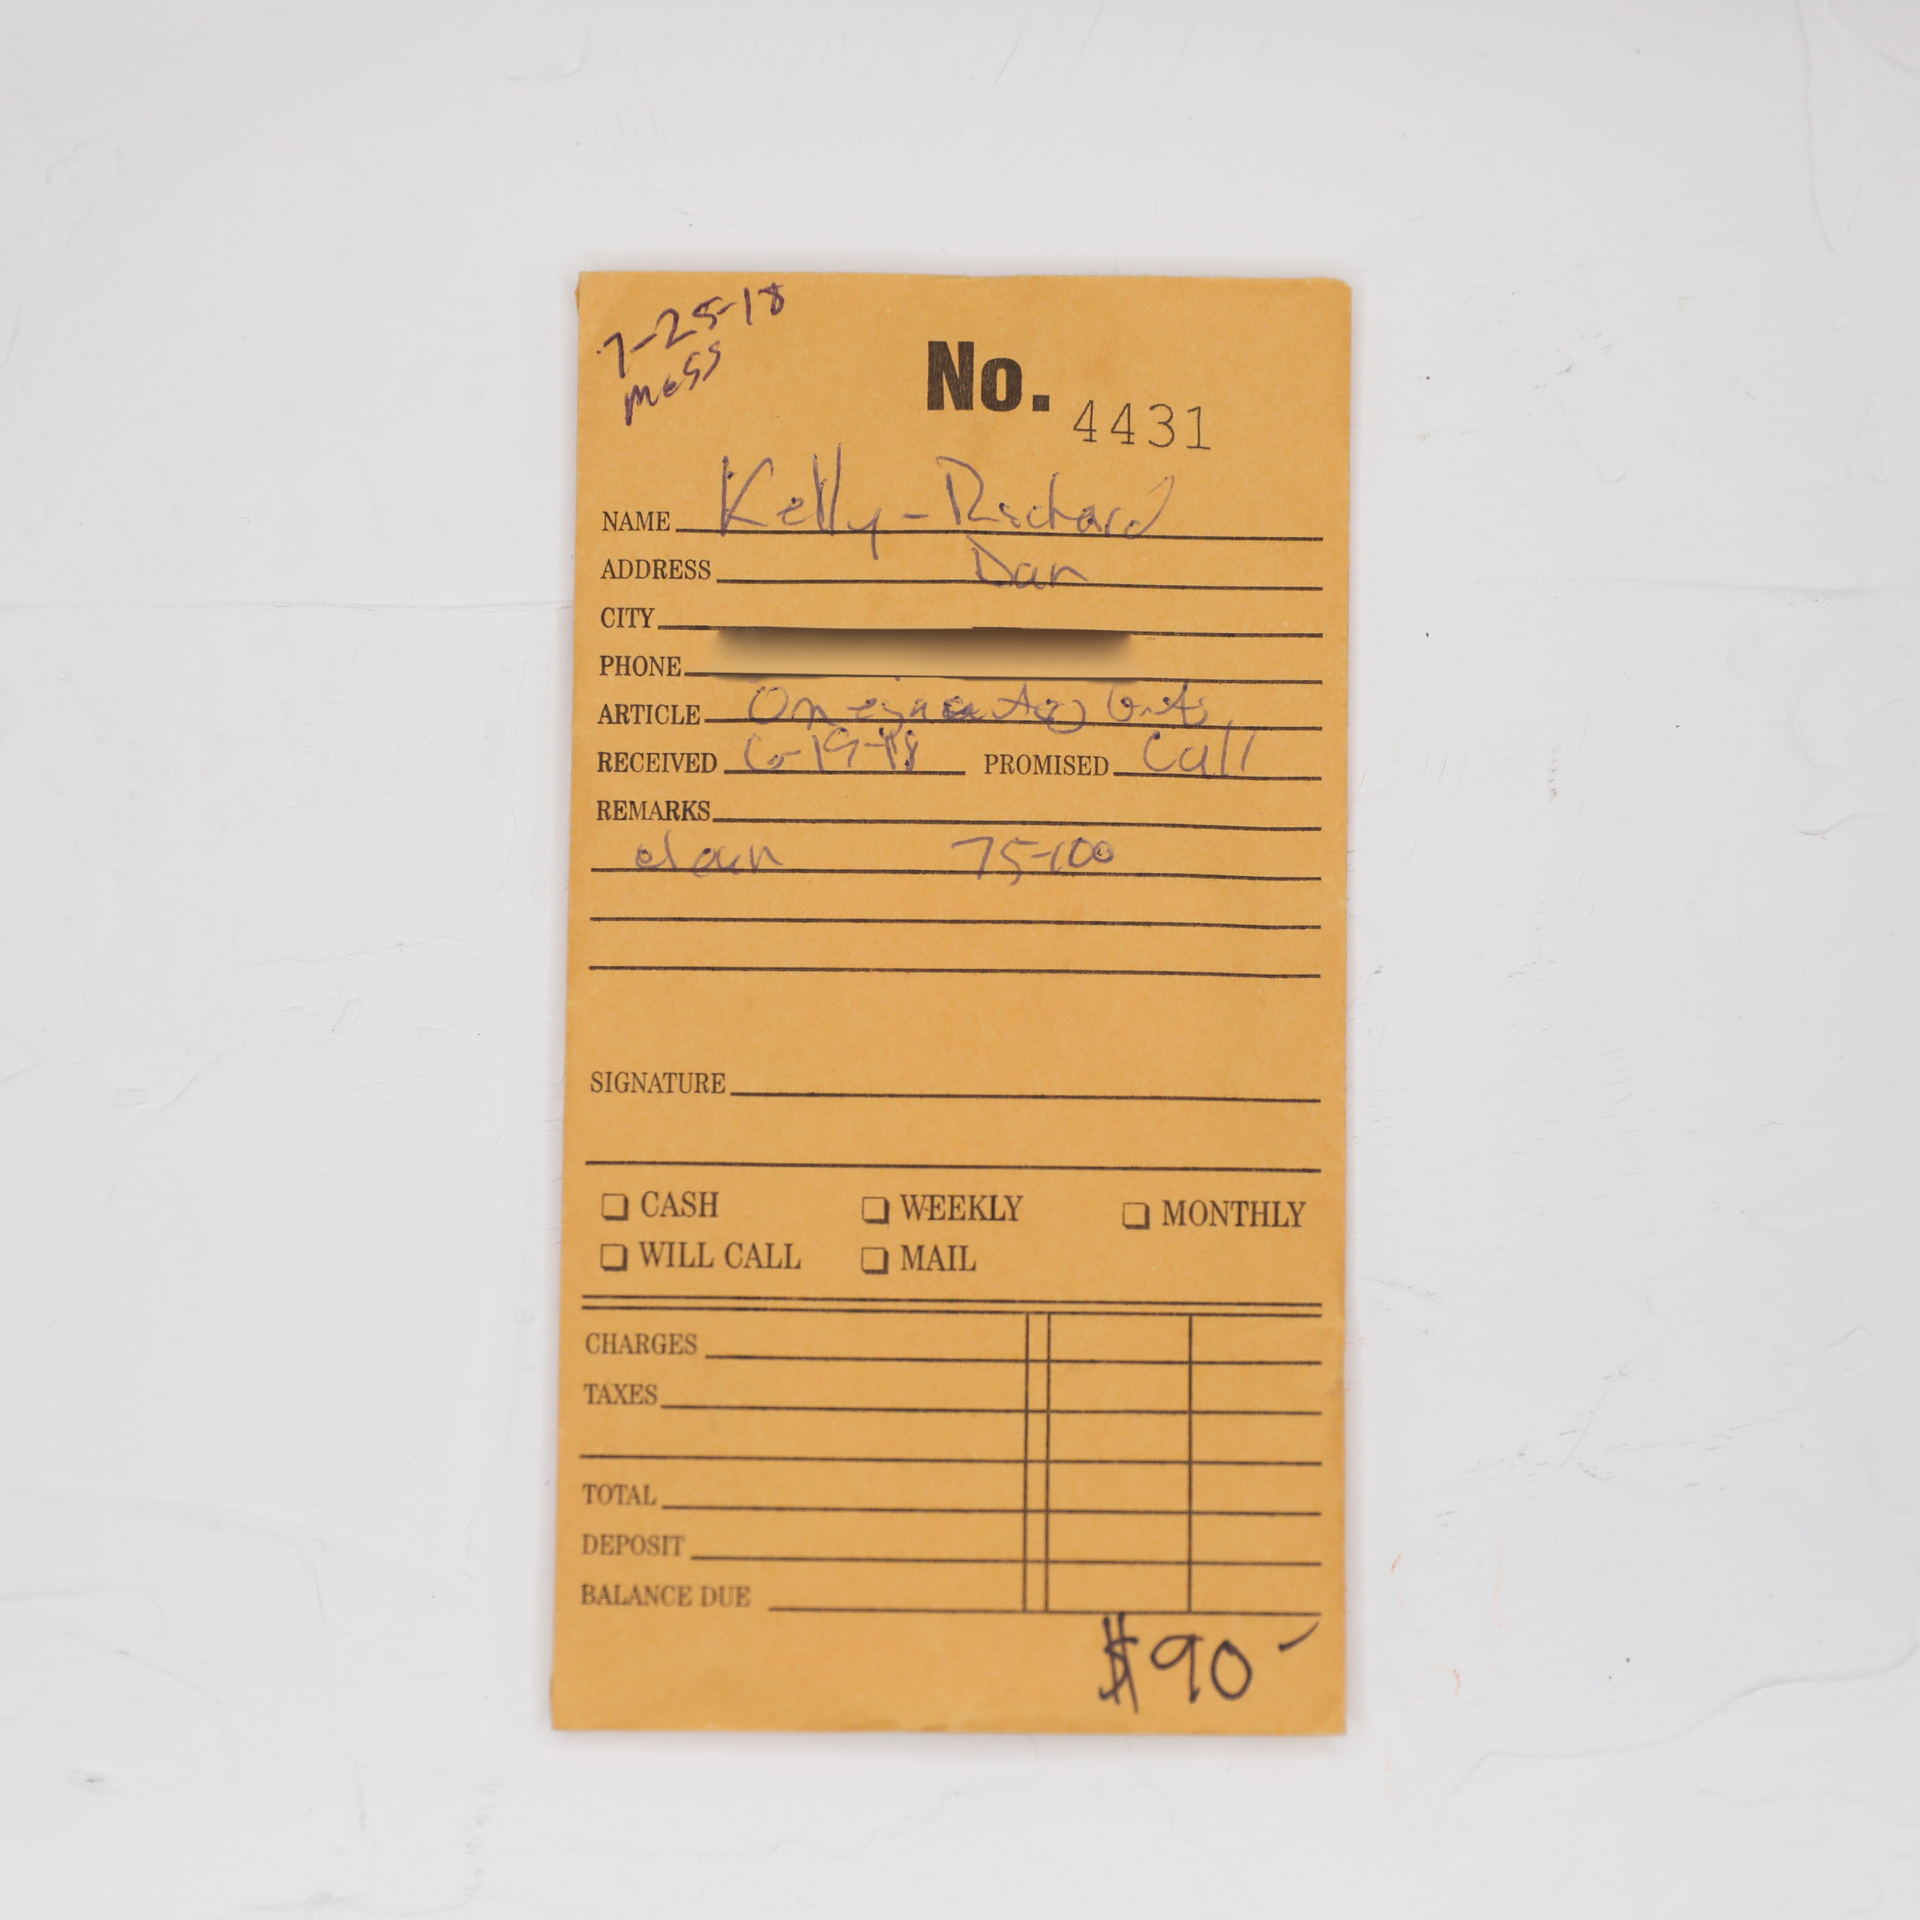 7-25-18
mess
No. 4431
NAME Kelly - Richard
ADDRESS Dan
CITY
PHONE
ARTICLE
RECEIVED 6-19-18 PROMISED Call
REMARKS
clean 75-100
SIGNATURE
CASH WEEKLY MONTHLY
WILL CALL MAIL
CHARGES
TAXES
TOTAL
DEPOSIT
BALANCE DUE
$90-